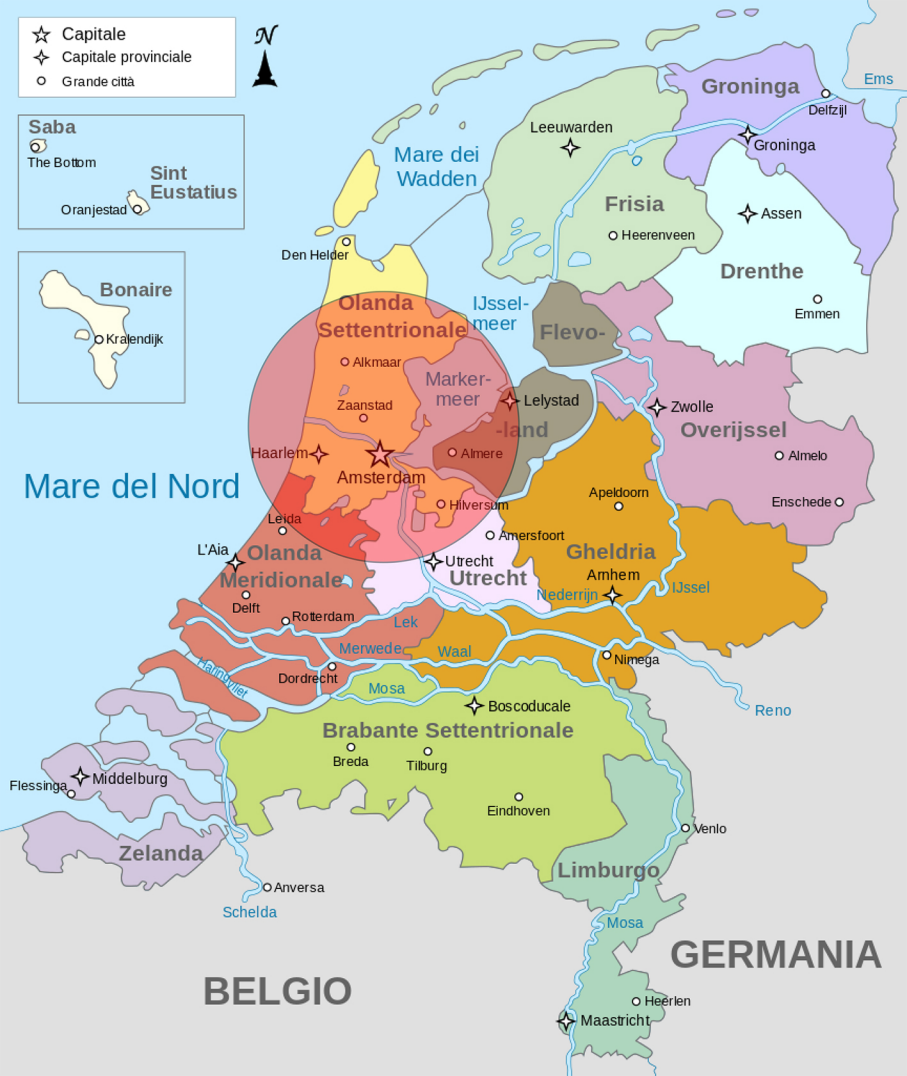 Capitale
Capitale provinciale
Grande città
N
Saba
The Bottom
Sint
Eustatius
Oranjestad
Bonaire
Kralendijk
Groninga
Ems
Delfzijl
Leeuwarden
Groninga
Mare dei
Wadden
Frisia
Assen
Heerenveen
Den Helder
Drenthe
Emmen
Olanda
Settentrionale
IJssel-
meer
Flevo-
Alkmaar
Marker-
meer
Zaanstad
Lelystad
Zwolle
-land
Overijssel
Haarlem
Almere
Almelo
Amsterdam
Mare del Nord
Apeldoorn
Enschede
Hilversum
Leida
Amersfoort
L'Aia
Olanda
Meridionale
Utrecht
Utrecht
Gheldria
Arnhem
Nederrijn
IJssel
Delft
Rotterdam
Lek
Merwede
Waal
Nimega
Haringvliet
Dordrecht
Mosa
Reno
Boscoducale
Brabante Settentrionale
Breda
Tilburg
Middelburg
Flessinga
Eindhoven
Venlo
Zelanda
Limburgo
Anversa
Schelda
Mosa
GERMANIA
BELGIO
Heerlen
Maastricht